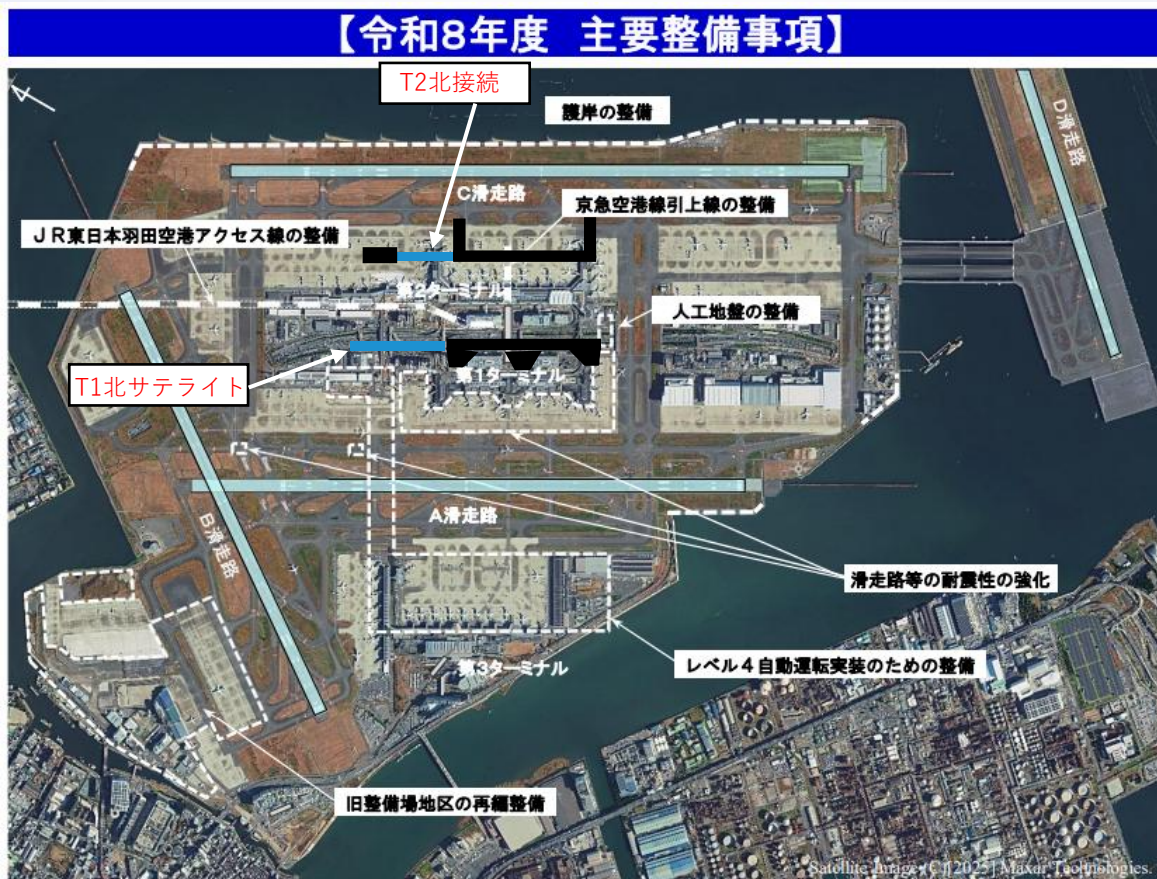 【令和8年度 主要整備事項】
T2北接続
護岸の整備
D滑走路
C滑走路
京急空港線引上線の整備
JR東日本羽田空港アクセス線の整備
第2ターミナル
人工地盤の整備
T1北サテライト
第1ターミナル
A滑走路
B滑走路
滑走路等の耐震性の強化
第3ターミナル
レベル4自動運転実装のための整備
旧整備場地区の再編整備
Satellite Image (C)[2025] Maxar Technologies.